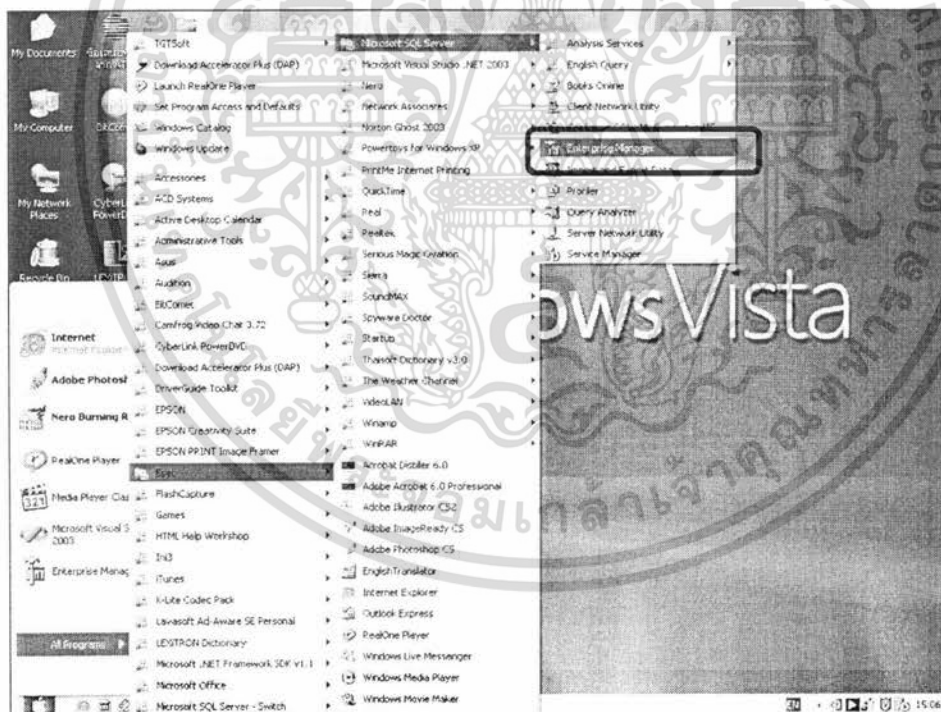 My Documents
My Computer
My Network
Places
Recycle Bin
Internet
Adobe Photosh
Nero Burning R
RealOne Player
Media Player Clas
Microsoft Visual S
2003
Enterprise Manag
All Programs
TGTSoft
Download Accelerator Plus (DAP)
Launch RealOne Player
Set Program Access and Defaults
Windows Catalog
Windows Update
Accessories
ACD Systems
Active Desktop Calendar
Administrative Tools
Asus
Audition
BitComet
Camfrog Video Chat 3.72
CyberLink PowerDVD
Download Accelerator Plus (DAP)
DriverGuide Toolkit
EPSON
EPSON Creativity Suite
EPSON PRINT Image Framer
FlashCapture
Games
HTML Help Workshop
iTunes
K-Lite Codec Pack
Lavasoft Ad-Aware SE Personal
LEXiTRON Dictionary
Microsoft .NET Framework SDK v1.1
Microsoft Office
Microsoft SQL Server - Switch
Microsoft SQL Server
Microsoft Visual Studio .NET 2003
Nero
Network Associates
Norton Ghost 2003
Powertoys for Windows XP
PrintMe Internet Printing
QuickTime
Real
Realtek
Serious Magic Creation
Sierra
SoundMAX
Spyware Doctor
Startup
Thaisoft Dictionary v3.0
The Weather Channel
VideoLAN
Winamp
WinRAR
Acrobat Distiller 6.0
Adobe Acrobat 6.0 Professional
Adobe Illustrator CS2
Adobe ImageReady CS
Adobe Photoshop CS
EnglishTranslator
Internet Explorer
Outlook Express
RealOne Player
Windows Live Messenger
Windows Media Player
Windows Movie Maker
Analysis Services
English Query
Books Online
Client Network Utility
Enterprise Manager
Profiler
Query Analyzer
Server Network Utility
Service Manager
ows Vista
EN
15:06